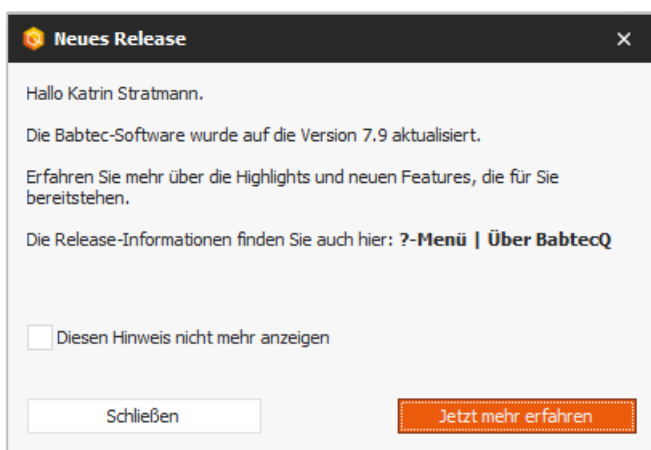 Neues Release
Hallo Katrin Stratmann.
Die Babtec-Software wurde auf die Version 7.9 aktualisiert.
Erfahren Sie mehr über die Highlights und neuen Features, die für Sie
bereitstehen.
Die Release-Informationen finden Sie auch hier: ?-Menü | Über BabtecQ
Diesen Hinweis nicht mehr anzeigen
Schließen
Jetzt mehr erfahren